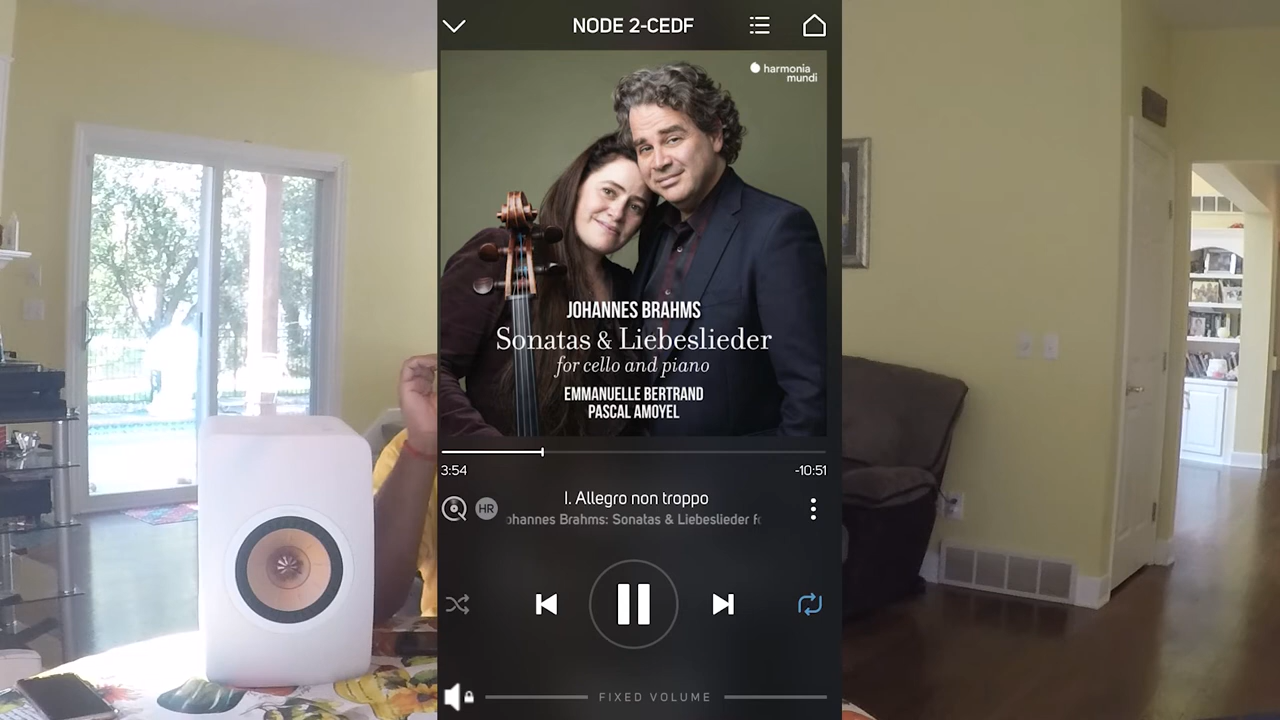 NODE 2-CEDF
harmonia
mundi
JOHANNES BRAHMS
Sonatas & Liebeslieder
for cello and piano
EMMANUELLE BERTRAND
PASCAL AMOYEL
3:54
-10:51
I. Allegro non troppo
HR
ohannes Brahms: Sonatas & Liebeslieder fo
FIXED VOLUME